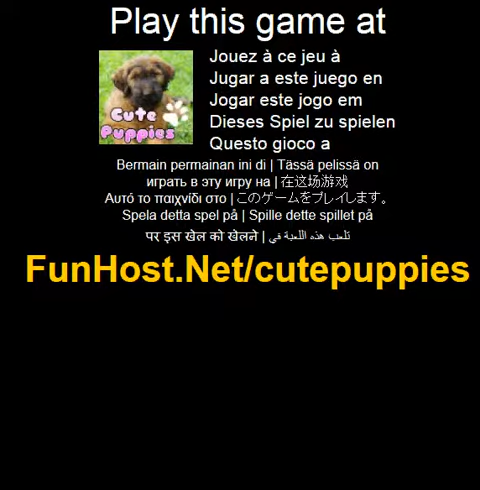 Play this game at
Cute
Puppies
Jouez à ce jeu à
Jugar a este juego en
Jogar este jogo em
Dieses Spiel zu spielen
Questo gioco a
Bermain permainan ini di | Tässä pelissä on
играть в эту игру на | 在这场游戏
Αυτό το παιχνίδι στο | このゲームをプレイします。
Spela detta spel på | Spille dette spillet på
पर इस खेल को खेलने | تلعب هذه اللعبة في
FunHost.Net/cutepuppies